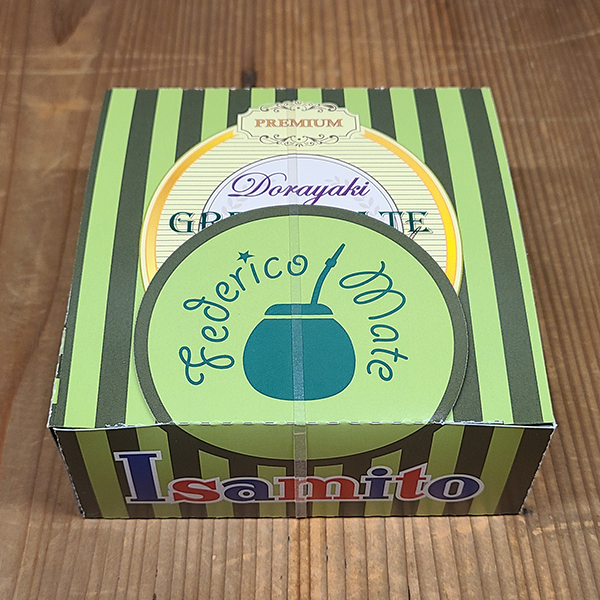 PREMIUM
Dorayaki
Federico Mate
Isamito